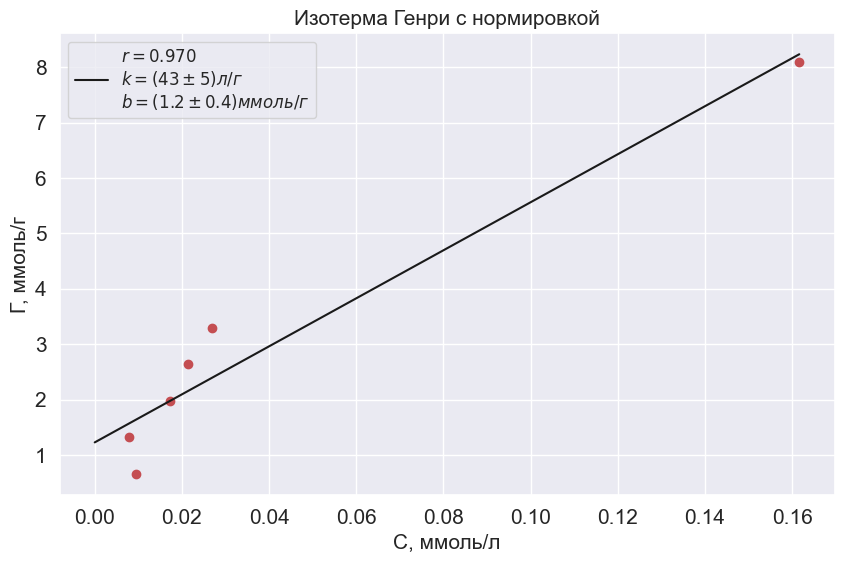 Изотерма Генри с нормировкой
r = 0.970
k = (43 ± 5)л/г
b = (1.2 ± 0.4)ммоль/г
Г, ммоль/г
8
7
6
5
4
3
2
1
0.00 0.02 0.04 0.06 0.08 0.10 0.12 0.14 0.16
С, ммоль/л